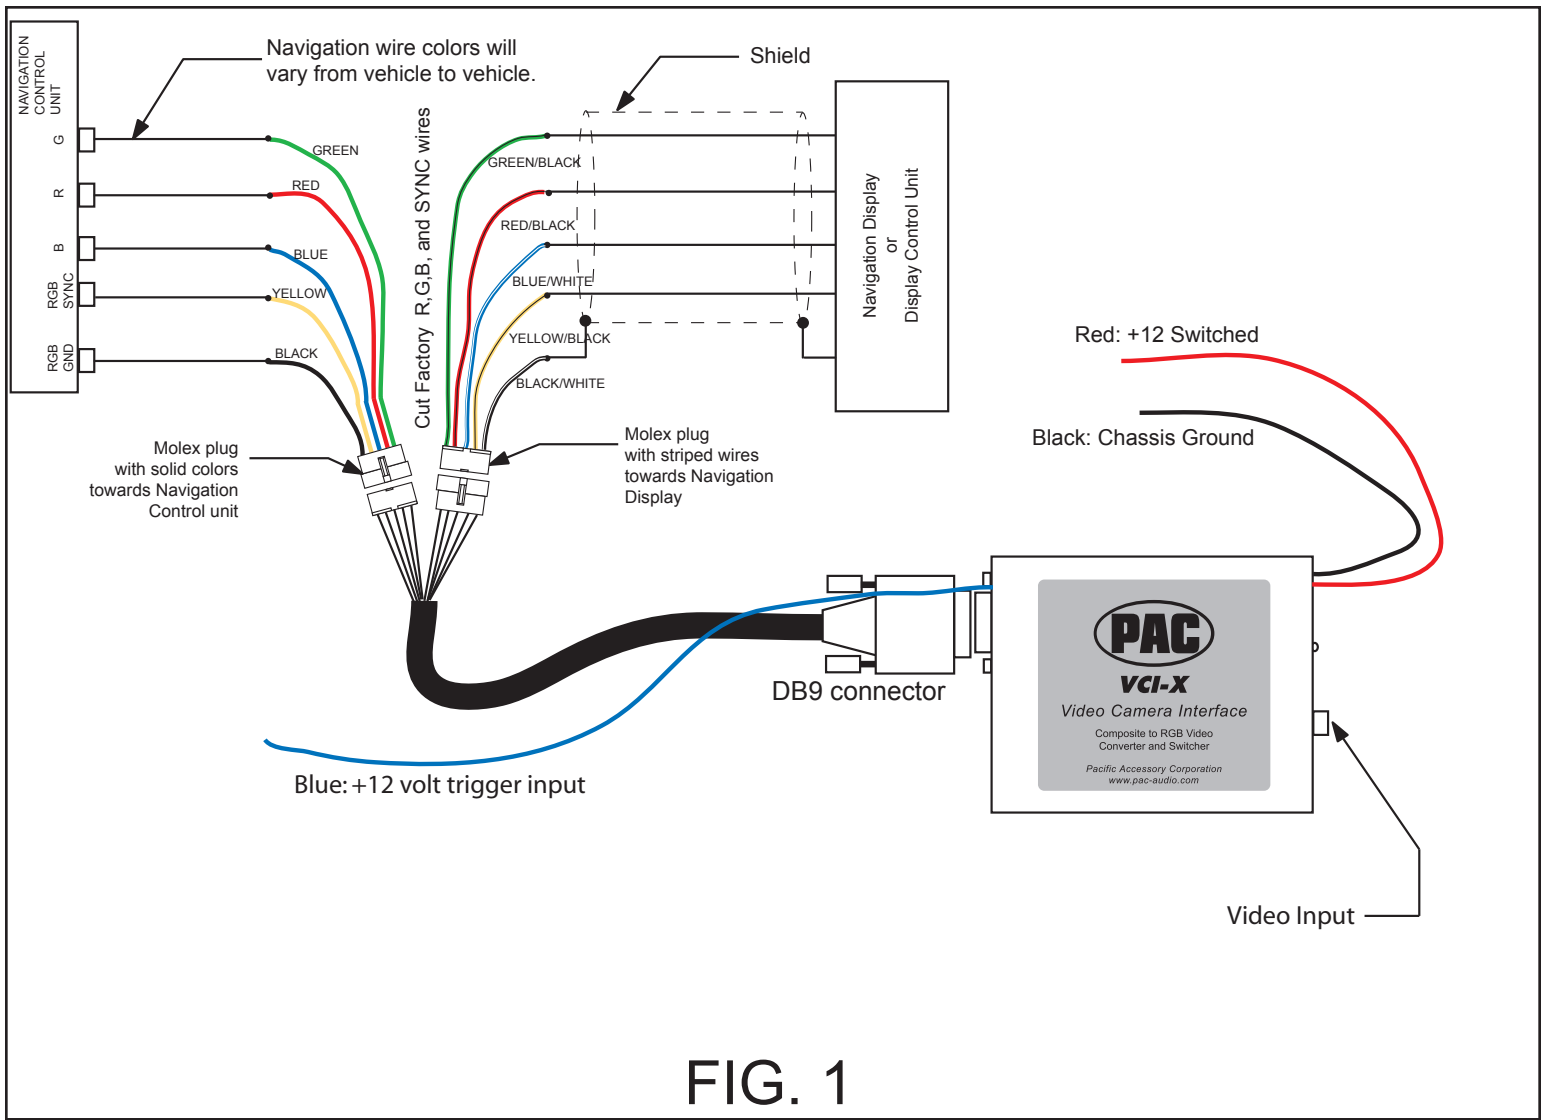 NAVIGATION
CONTROL
UNIT
G
R
B
RGB
SYNC
RGB
GND
Navigation wire colors will
vary from vehicle to vehicle.
GREEN
RED
BLUE
YELLOW
BLACK
Cut Factory R,G,B, and SYNC wires
Shield
GREEN/BLACK
RED/BLACK
BLUE/WHITE
YELLOW/BLACK
BLACK/WHITE
Navigation Display
or
Display Control Unit
Molex plug
with solid colors
towards Navigation
Control unit
Molex plug
with striped wires
towards Navigation
Display
Red: +12 Switched
Black: Chassis Ground
DB9 connector
Blue: +12 volt trigger input
PAC
VCI-X
Video Camera Interface
Composite to RGB Video
Converter and Switcher
Pacific Accessory Corporation
www.pac-audio.com
Video Input
FIG. 1